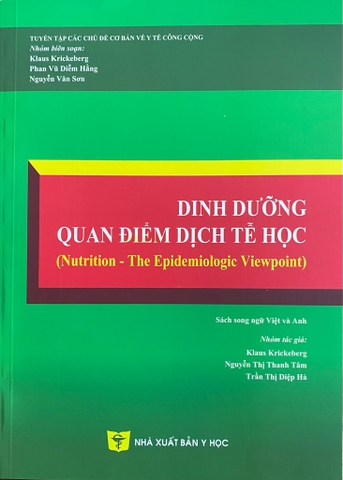 TUYỂN TẬP CÁC CHỦ ĐỀ CƠ BẢN VỀ Y TẾ CÔNG CỘNG
Nhóm biên soạn:
Klaus Krickeberg
Phan Vũ Diễm Hằng
Nguyễn Văn Sơn
DINH DƯỠNG
QUAN ĐIỂM DỊCH TỄ HỌC
(Nutrition - The Epidemiologic Viewpoint)
Sách song ngữ Việt và Anh
Nhóm tác giả:
Klaus Krickeberg
Nguyễn Thị Thanh Tâm
Trần Thị Diệp Hà
NHÀ XUẤT BẢN Y HỌC